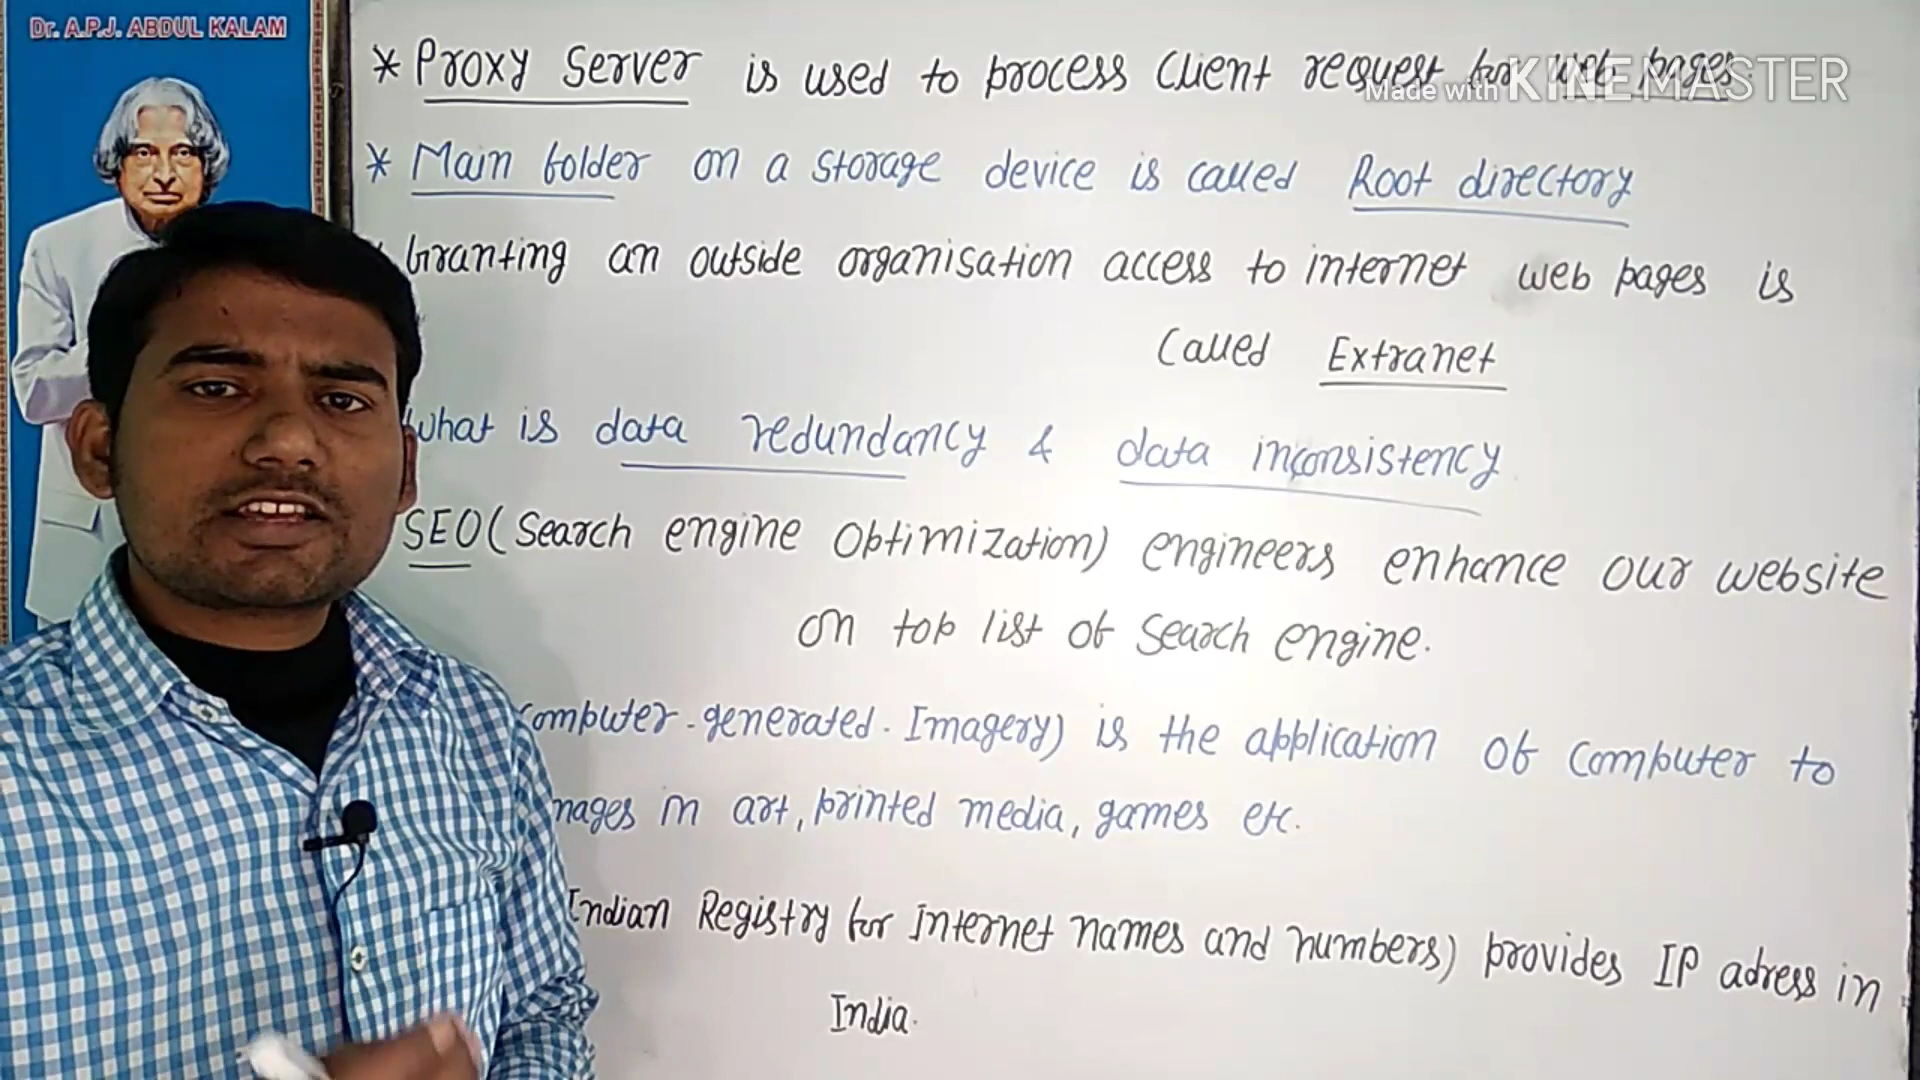 Dr. A.P.J. ABDUL KALAM
* Proxy Server is used to process client request for web pages.
Made with KINEMASTER
* Main folder on a storage device is called Root directory
Granting an outside organisation access to internet web pages is
called Extranet
What is data redundancy & data inconsistency
SEO (Search engine Optimization) engineers enhance our website
on top list of search engine.
computer-generated-Imagery) is the application of computer to
in art, printed media, games etc.
Indian Registry for internet names and numbers) provides IP adress in
India.